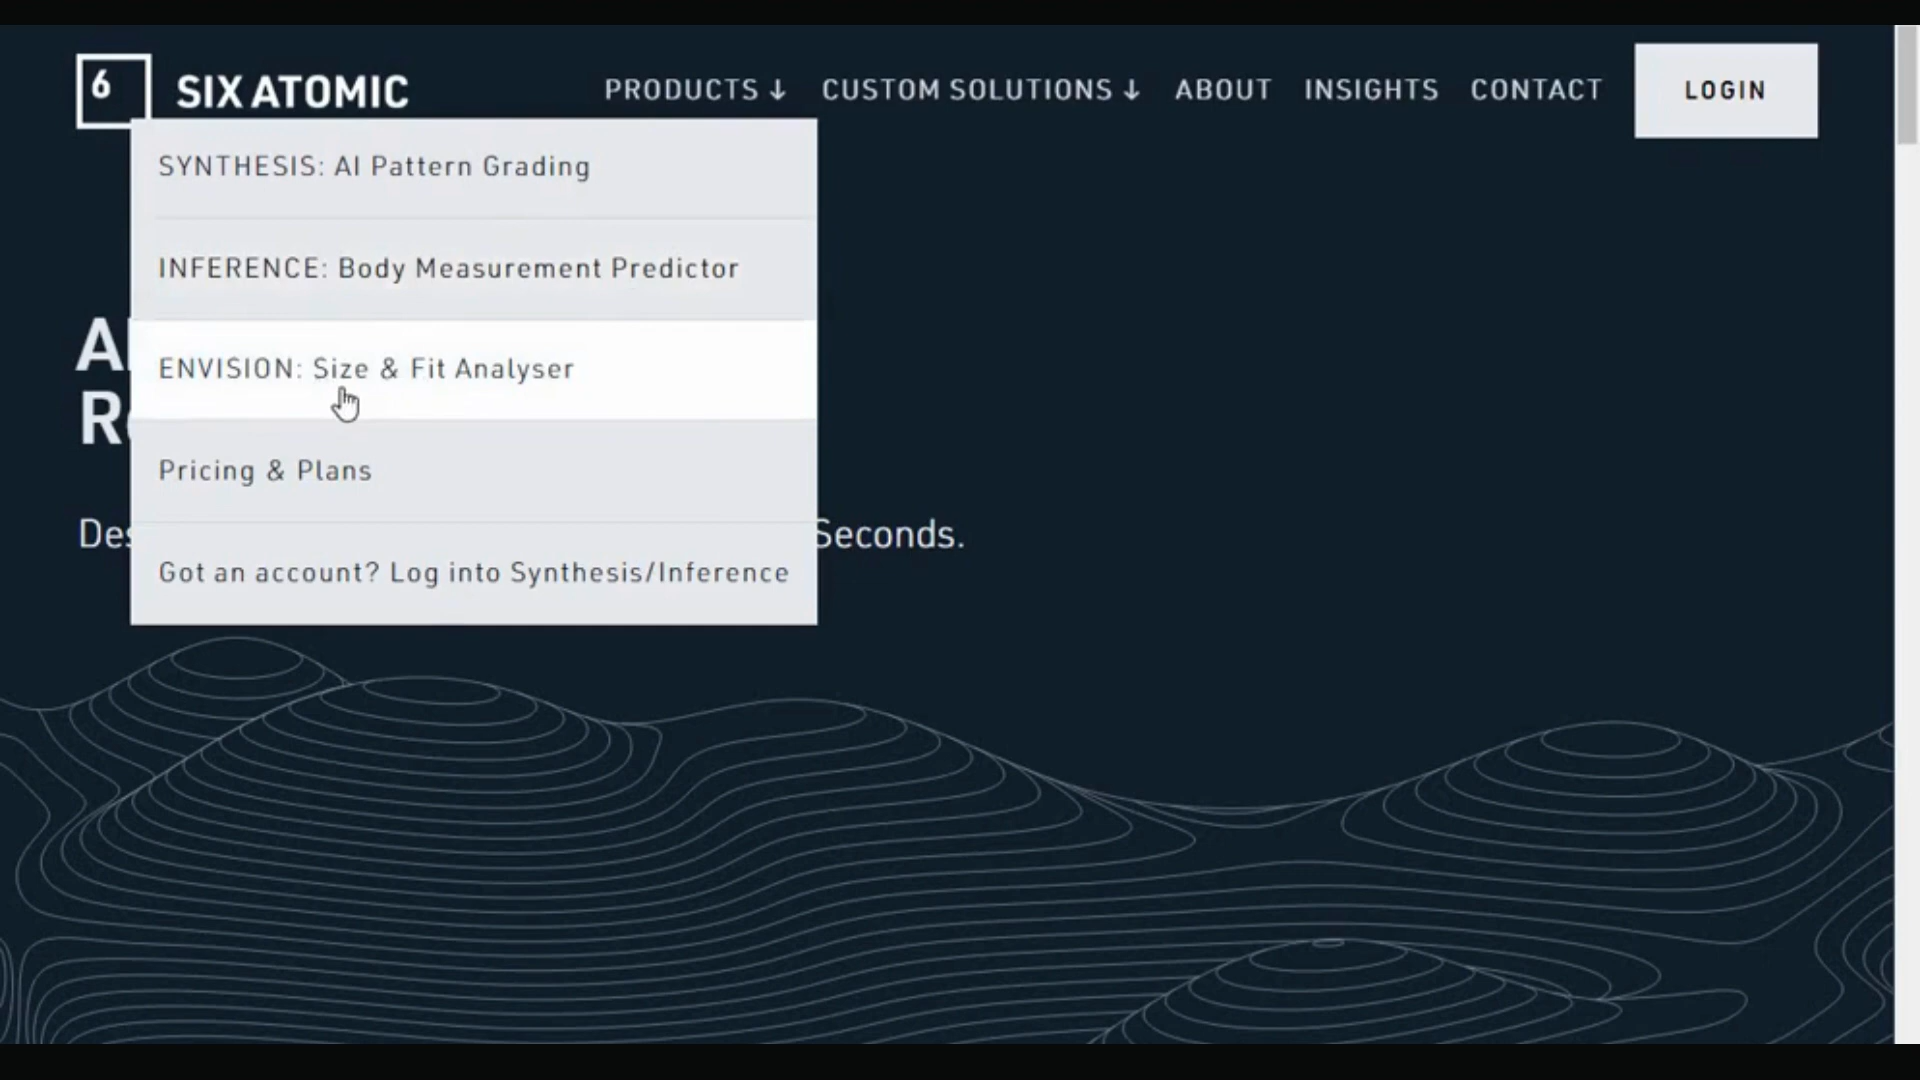 6
SIX ATOMIC
PRODUCTS ↓ CUSTOM SOLUTIONS ↓ ABOUT INSIGHTS CONTACT LOGIN
SYNTHESIS: AI Pattern Grading
INFERENCE: Body Measurement Predictor
ENVISION: Size & Fit Analyser
Pricing & Plans
Seconds.
Got an account? Log into Synthesis/Inference